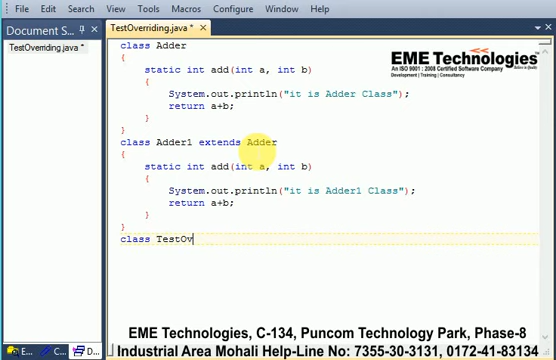 File Edit Search View Tools Macros Configure Window Help
Document S...
TestOverriding.java *
TestOverriding.java *
EME Technologies
An ISO 9001 : 2008 Certified Software Company
Development | Training | Consultancy
class Adder
{
static int add(int a, int b)
{
System.out.println("it is Adder Class");
return a+b;
}
}
class Adder1 extends Adder
{
static int add(int a, int b)
{
System.out.println("it is Adder1 Class");
return a+b;
}
}
class TestOv
E... C... D...
EME Technologies, C-134, Puncom Technology Park, Phase-8
Industrial Area Mohali Help-Line No: 7355-30-3131, 0172-41-83134